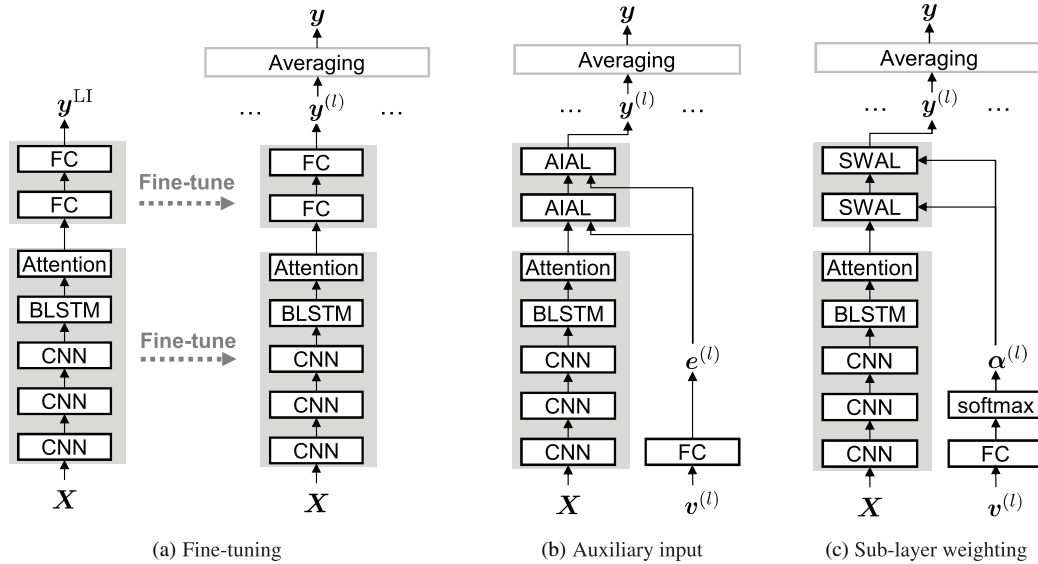 y
y
y
Averaging
Averaging
Averaging
y^LI
... y^(l) ...
... y^(l) ...
... y^(l) ...
FC
FC
Fine-tune
FC
FC
AIAL
AIAL
SWAL
SWAL
Attention
BLSTM
CNN
CNN
CNN
Fine-tune
Attention
BLSTM
CNN
CNN
CNN
Attention
BLSTM
CNN
CNN
CNN
e^(l)
FC
Attention
BLSTM
CNN
CNN
CNN
α^(l)
softmax
FC
X
X
X
v^(l)
X
v^(l)
(a) Fine-tuning
(b) Auxiliary input
(c) Sub-layer weighting